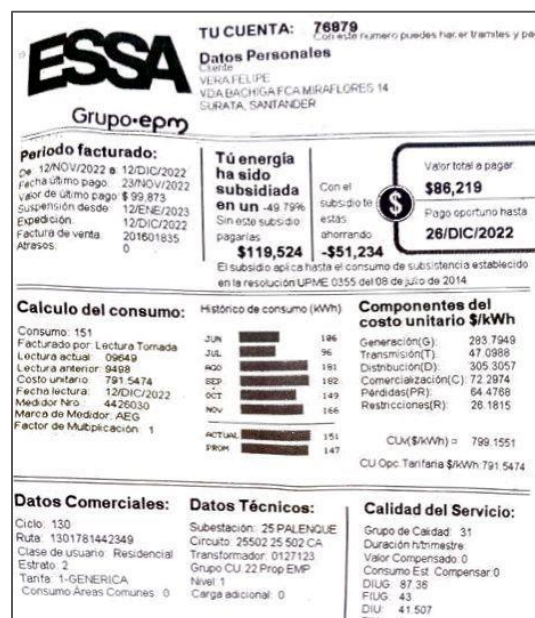 ESSA
Grupo·epm
TU CUENTA: 76879
Con este numero puedes hacer tramites y
Datos Personales
Cliente
VERA FELIPE
VDA BACHIGA FCA MIRAFLORES 14
SURATA, SANTANDER
Periodo facturado:
De 12/NOV/2022 a 12/DIC/2022
Fecha último pago: 23/NOV/2022
Valor de último pago: $ 99,873
Suspensión desde: 12/ENE/2023
Expedición: 12/DIC/2022
Factura de venta: 201601835
Atrasos: 0
Tú energía
ha sido
subsidiada
en un -49.79%
Sin este subsidio
pagarías
$119,524
Con el
subsidio te
estás
ahorrando
-$51,234
$
Valor total a pagar:
$86,219
Pago oportuno hasta
26/DIC/2022
El subsidio aplica hasta el consumo de subsistencia establecido
en la resolución UPME 0355 del 08 de julio de 2014
Calculo del consumo:
Consumo: 151
Facturado por: Lectura Tomada
Lectura actual: 09649
Lectura anterior: 9498
Costo unitario: 791.5474
Fecha lectura: 12/DIC/2022
Medidor Nro.: 4426030
Marca de Medidor: AEG
Factor de Multiplicación: 1
Histórico de consumo (kWh)
JUN 106
JUL 96
AGO 181
SEP 182
OCT 149
NOV 166
ACTUAL 151
PROM 147
Componentes del
costo unitario $/kWh
Generación(G): 283.7949
Transmisión(T): 47.0988
Distribución(D): 305.3057
Comercialización(C): 72.2974
Pérdidas(PR): 64.4768
Restricciones(R): 26.1815
CUv($/kWh) = 799.1551
CU Opc.Tarifaria $/kWh:791.5474
Datos Comerciales:
Ciclo: 130
Ruta: 1301781442349
Clase de usuario: Residencial
Estrato: 2
Tarifa: 1-GENERICA
Consumo Áreas Comunes: 0
Datos Técnicos:
Subestación: 25 PALENQUE
Circuito: 25502 25 502 CA
Transformador: 0127123
Grupo CU 22 Prop EMP
Nivel: 1
Carga adicional: 0
Calidad del Servicio:
Grupo de Calidad: 31
Duración h/trimestre:
Valor Compensado: 0
Consumo Est. Compensar:0
DIUG: 87.36
FIUG: 43
DIU: 41.507